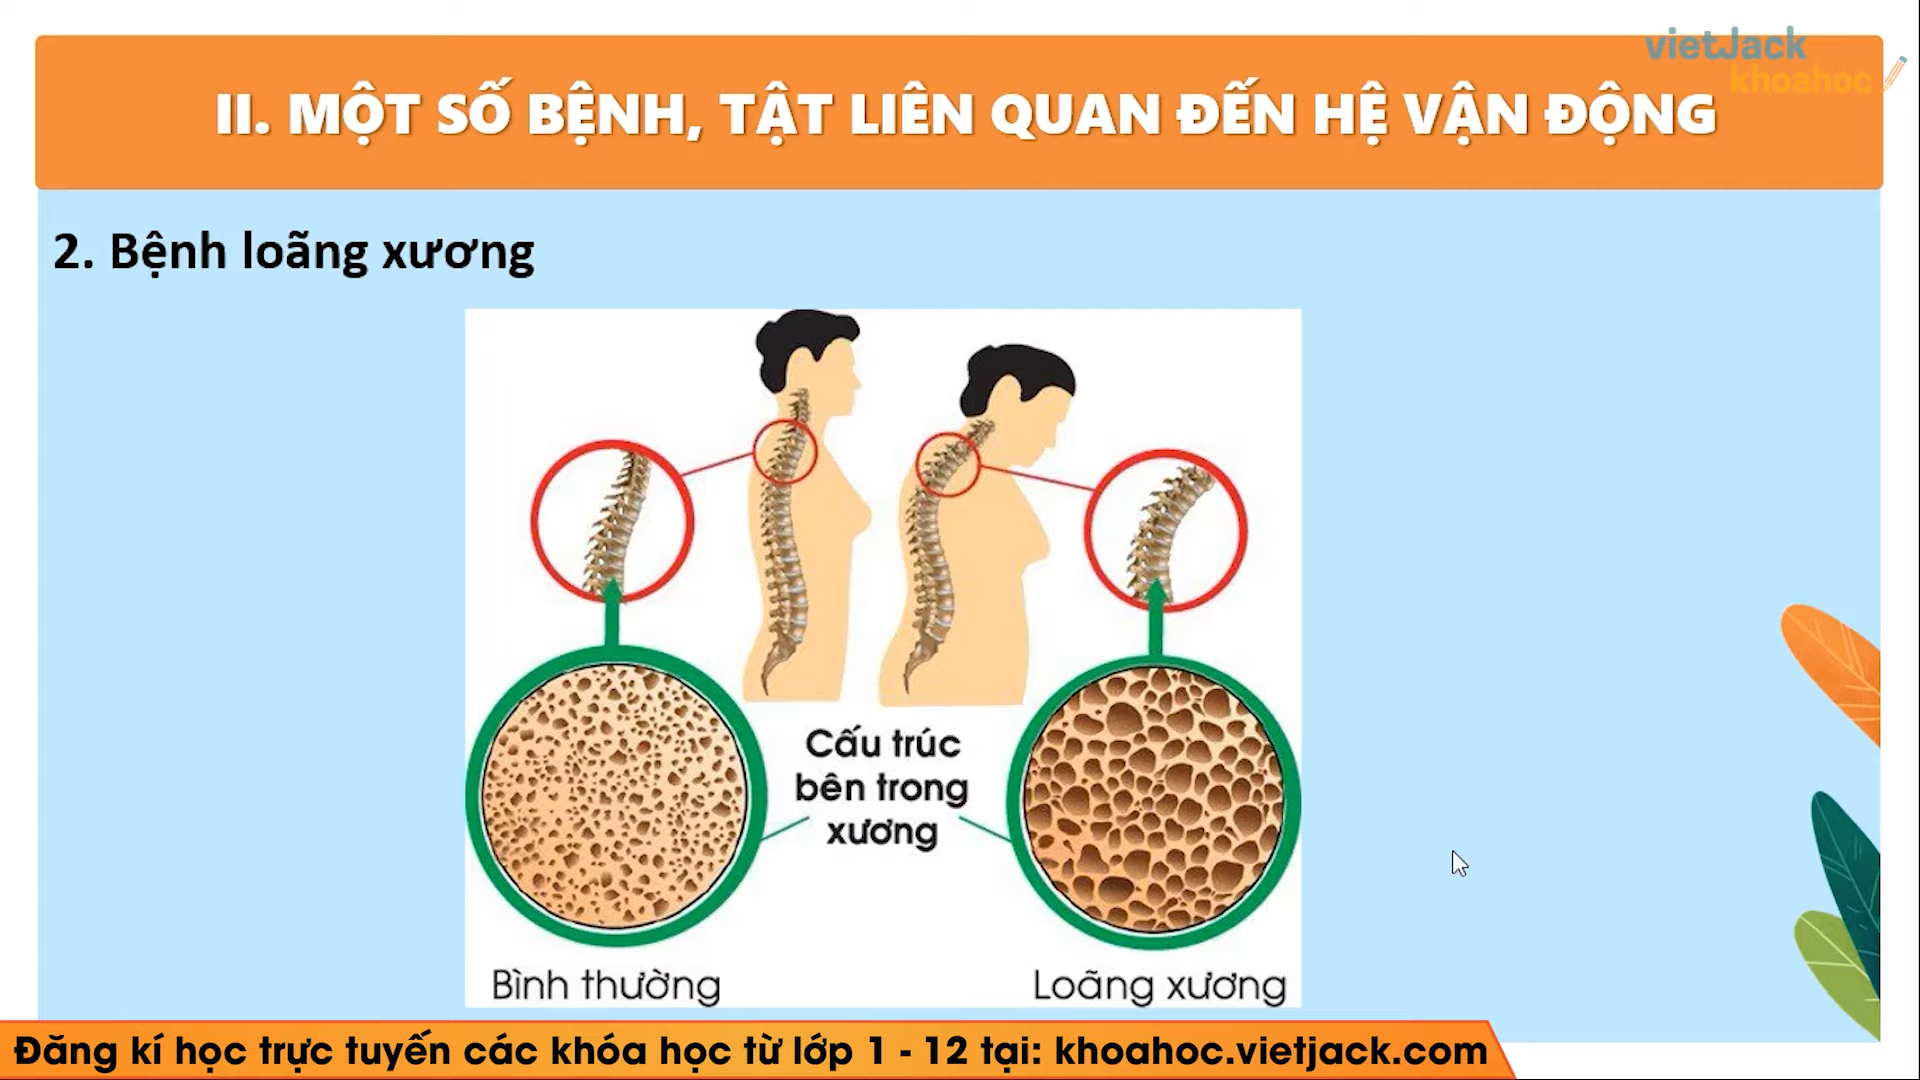 vietJack
khoahoc
II. MỘT SỐ BỆNH, TẬT LIÊN QUAN ĐẾN HỆ VẬN ĐỘNG
2. Bệnh loãng xương
Cấu trúc
bên trong
xương
Bình thường
Loãng xương
Đăng kí học trực tuyến các khóa học từ lớp 1 - 12 tại: khoahoc.vietjack.com